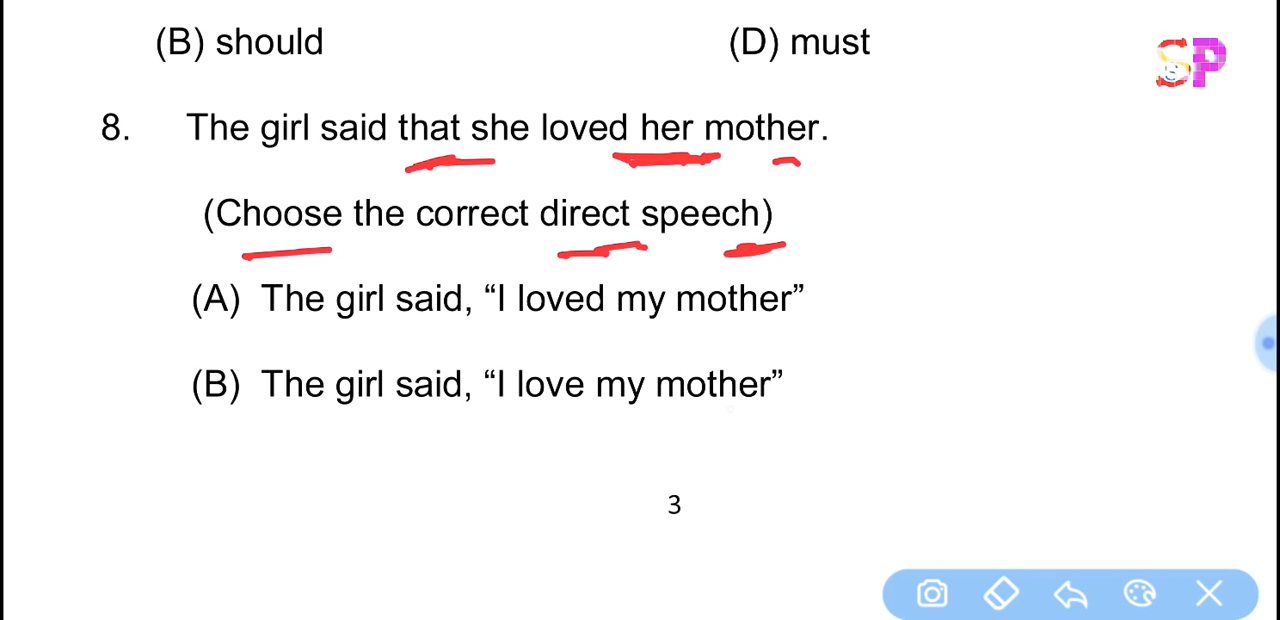 (B) should (D) must
SP
8. The girl said that she loved her mother.
(Choose the correct direct speech)
(A) The girl said, “I loved my mother”
(B) The girl said, “I love my mother”
3